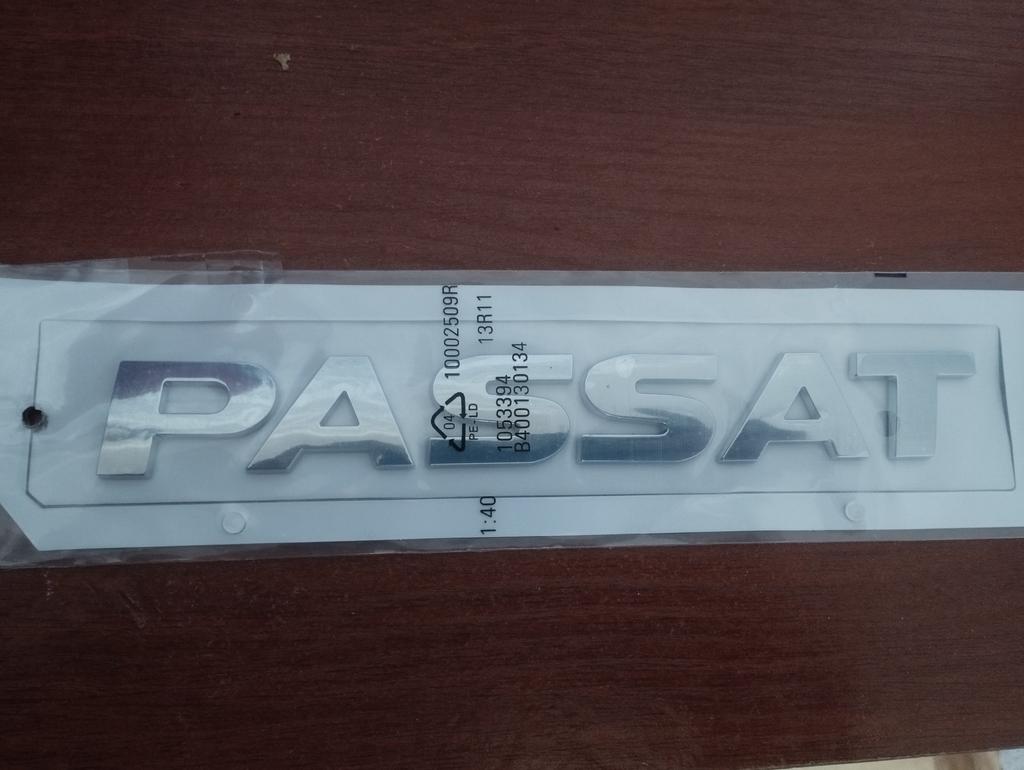 PASSAT
10002509R
13R11
04
PE-LD
1053394
B400130134
1:40